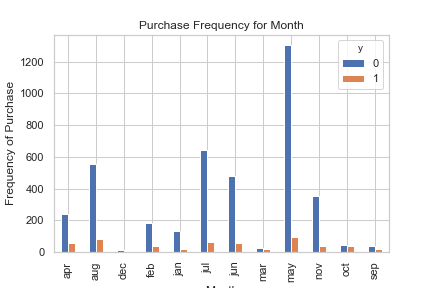 Purchase Frequency for Month
y
0
1
Frequency of Purchase
1200
1000
800
600
400
200
0
apr
aug
dec
feb
jan
jul
jun
mar
may
nov
oct
sep